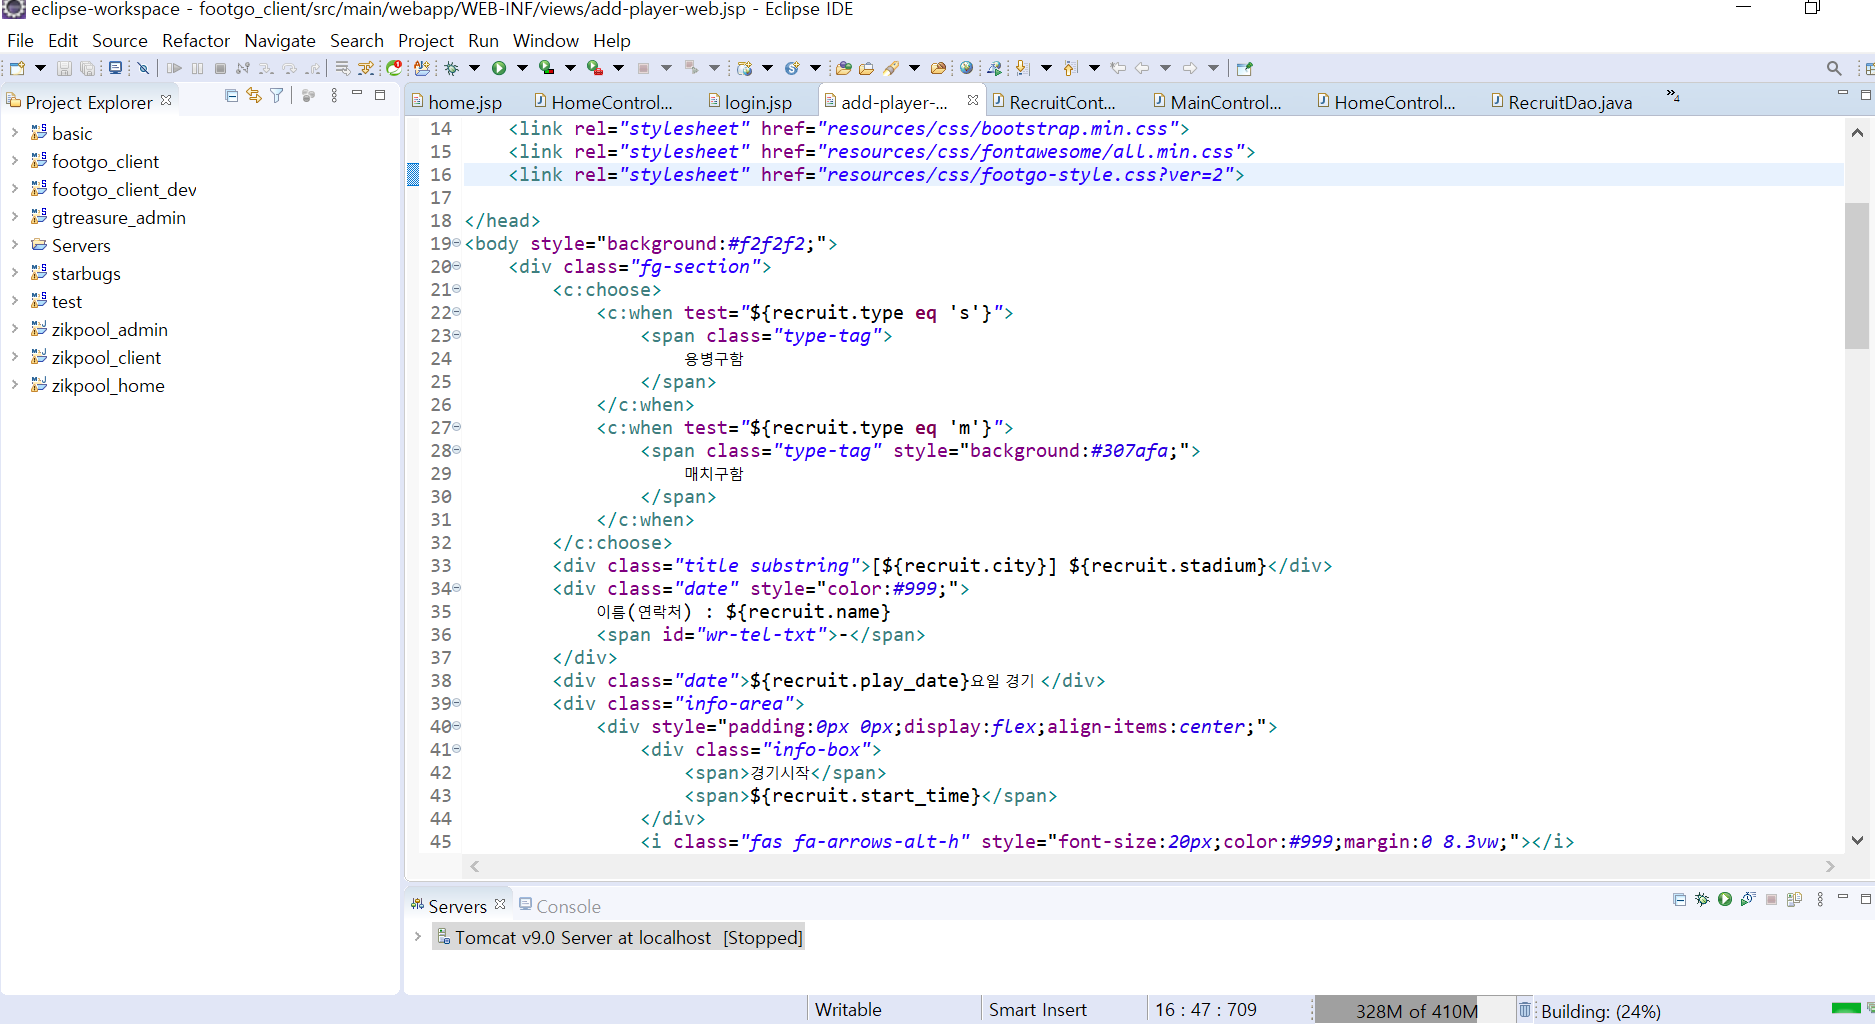 eclipse-workspace - footgo_client/src/main/webapp/WEB-INF/views/add-player-web.jsp - Eclipse IDE
File Edit Source Refactor Navigate Search Project Run Window Help
Project Explorer
basic
footgo_client
footgo_client_dev
gtreasure_admin
Servers
starbugs
test
zikpool_admin
zikpool_client
zikpool_home
home.jsp HomeControl... login.jsp add-player-... RecruitCont... MainControl... HomeControl... RecruitDao.java »4
14 <link rel="stylesheet" href="resources/css/bootstrap.min.css">
15 <link rel="stylesheet" href="resources/css/fontawesome/all.min.css">
16 <link rel="stylesheet" href="resources/css/footgo-style.css?ver=2">
17
18 </head>
19 <body style="background:#f2f2f2;">
20 <div class="fg-section">
21 <c:choose>
22 <c:when test="${recruit.type eq 's'}">
23 <span class="type-tag">
24 용병구함
25 </span>
26 </c:when>
27 <c:when test="${recruit.type eq 'm'}">
28 <span class="type-tag" style="background:#307afa;">
29 매치구함
30 </span>
31 </c:when>
32 </c:choose>
33 <div class="title substring">[${recruit.city}] ${recruit.stadium}</div>
34 <div class="date" style="color:#999;">
35 이름(연락처) : ${recruit.name}
36 <span id="wr-tel-txt">-</span>
37 </div>
38 <div class="date">${recruit.play_date}요일 경기 </div>
39 <div class="info-area">
40 <div style="padding:0px 0px;display:flex;align-items:center;">
41 <div class="info-box">
42 <span>경기시작</span>
43 <span>${recruit.start_time}</span>
44 </div>
45 <i class="fas fa-arrows-alt-h" style="font-size:20px;color:#999;margin:0 8.3vw;"></i>
Servers Console
Tomcat v9.0 Server at localhost [Stopped]
Writable Smart Insert 16 : 47 : 709 328M of 410M Building: (24%)